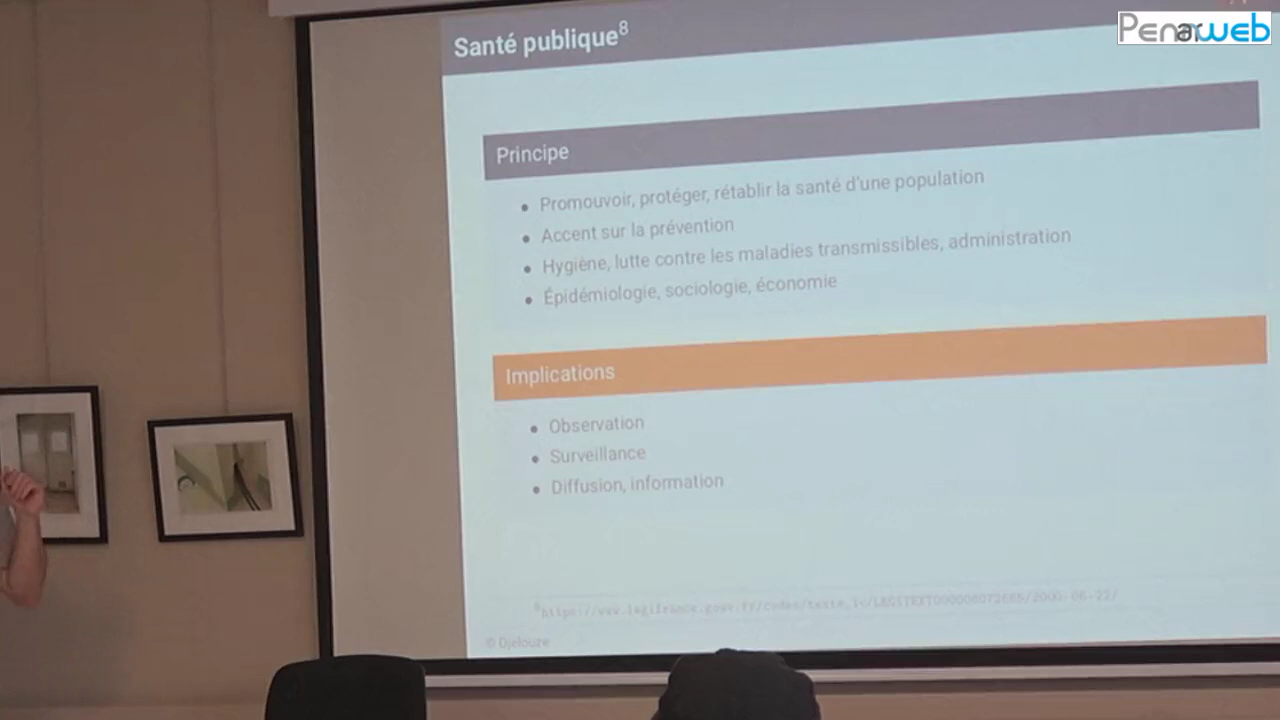 Penarweb
Santé publique8
Principe
• Promouvoir, protéger, rétablir la santé d'une population
• Accent sur la prévention
• Hygiène, lutte contre les maladies transmissibles, administration
• Épidémiologie, sociologie, économie
Implications
• Observation
• Surveillance
• Diffusion, information
© Djelouze